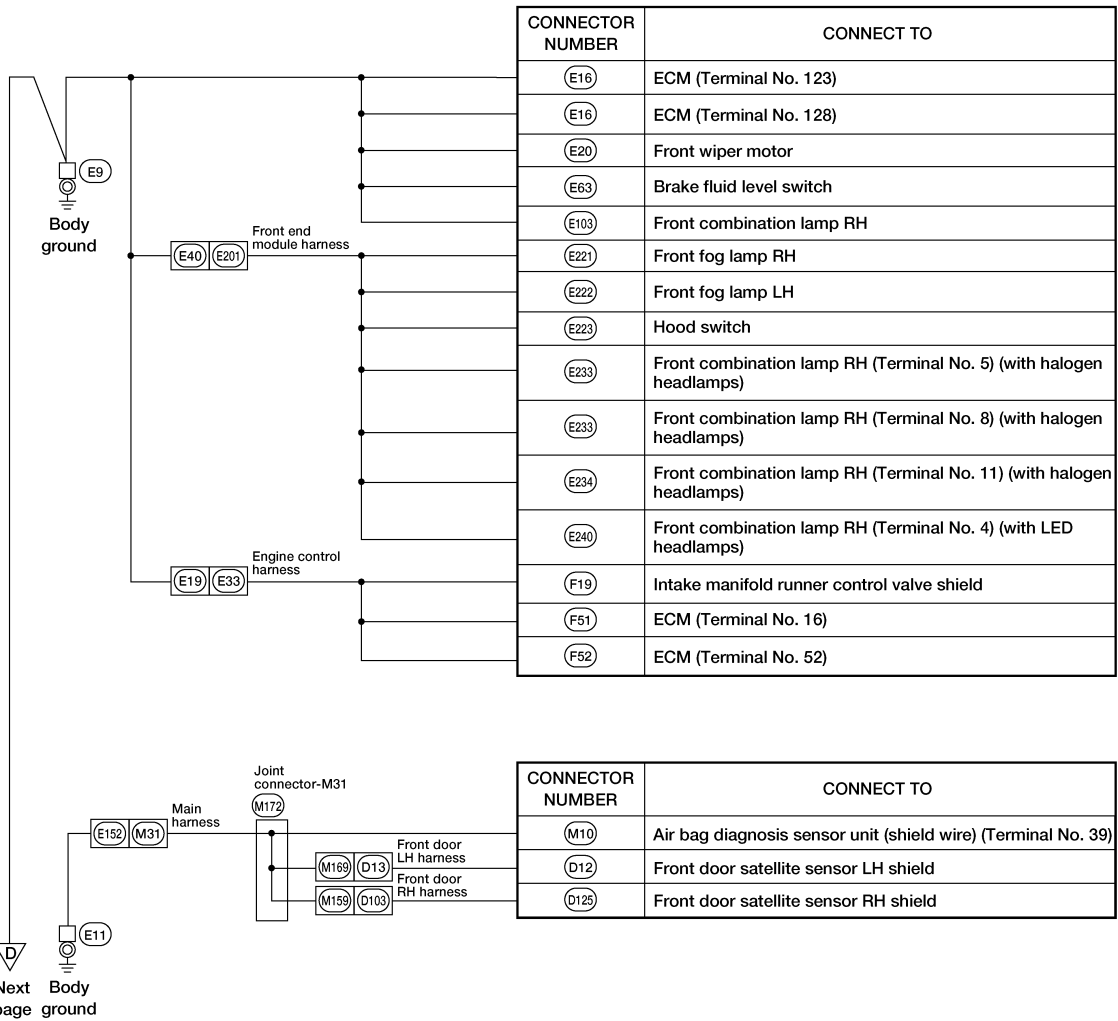 CONNECTOR
NUMBER
CONNECT TO
E16
ECM (Terminal No. 123)
E16
ECM (Terminal No. 128)
E20
Front wiper motor
E9
E63
Brake fluid level switch
Body
ground
E103
Front combination lamp RH
Front end
module harness
E40
E201
E221
Front fog lamp RH
E222
Front fog lamp LH
E223
Hood switch
E233
Front combination lamp RH (Terminal No. 5) (with halogen
headlamps)
E233
Front combination lamp RH (Terminal No. 8) (with halogen
headlamps)
E234
Front combination lamp RH (Terminal No. 11) (with halogen
headlamps)
E240
Front combination lamp RH (Terminal No. 4) (with LED
headlamps)
Engine control
harness
E19
E33
F19
Intake manifold runner control valve shield
F51
ECM (Terminal No. 16)
F52
ECM (Terminal No. 52)
CONNECTOR
NUMBER
CONNECT TO
Joint
connector-M31
M172
Main
harness
E152
M31
M10
Air bag diagnosis sensor unit (shield wire) (Terminal No. 39)
Front door
LH harness
M169
D13
D12
Front door satellite sensor LH shield
Front door
RH harness
M159
D103
D125
Front door satellite sensor RH shield
E11
D
Next
page
Body
ground